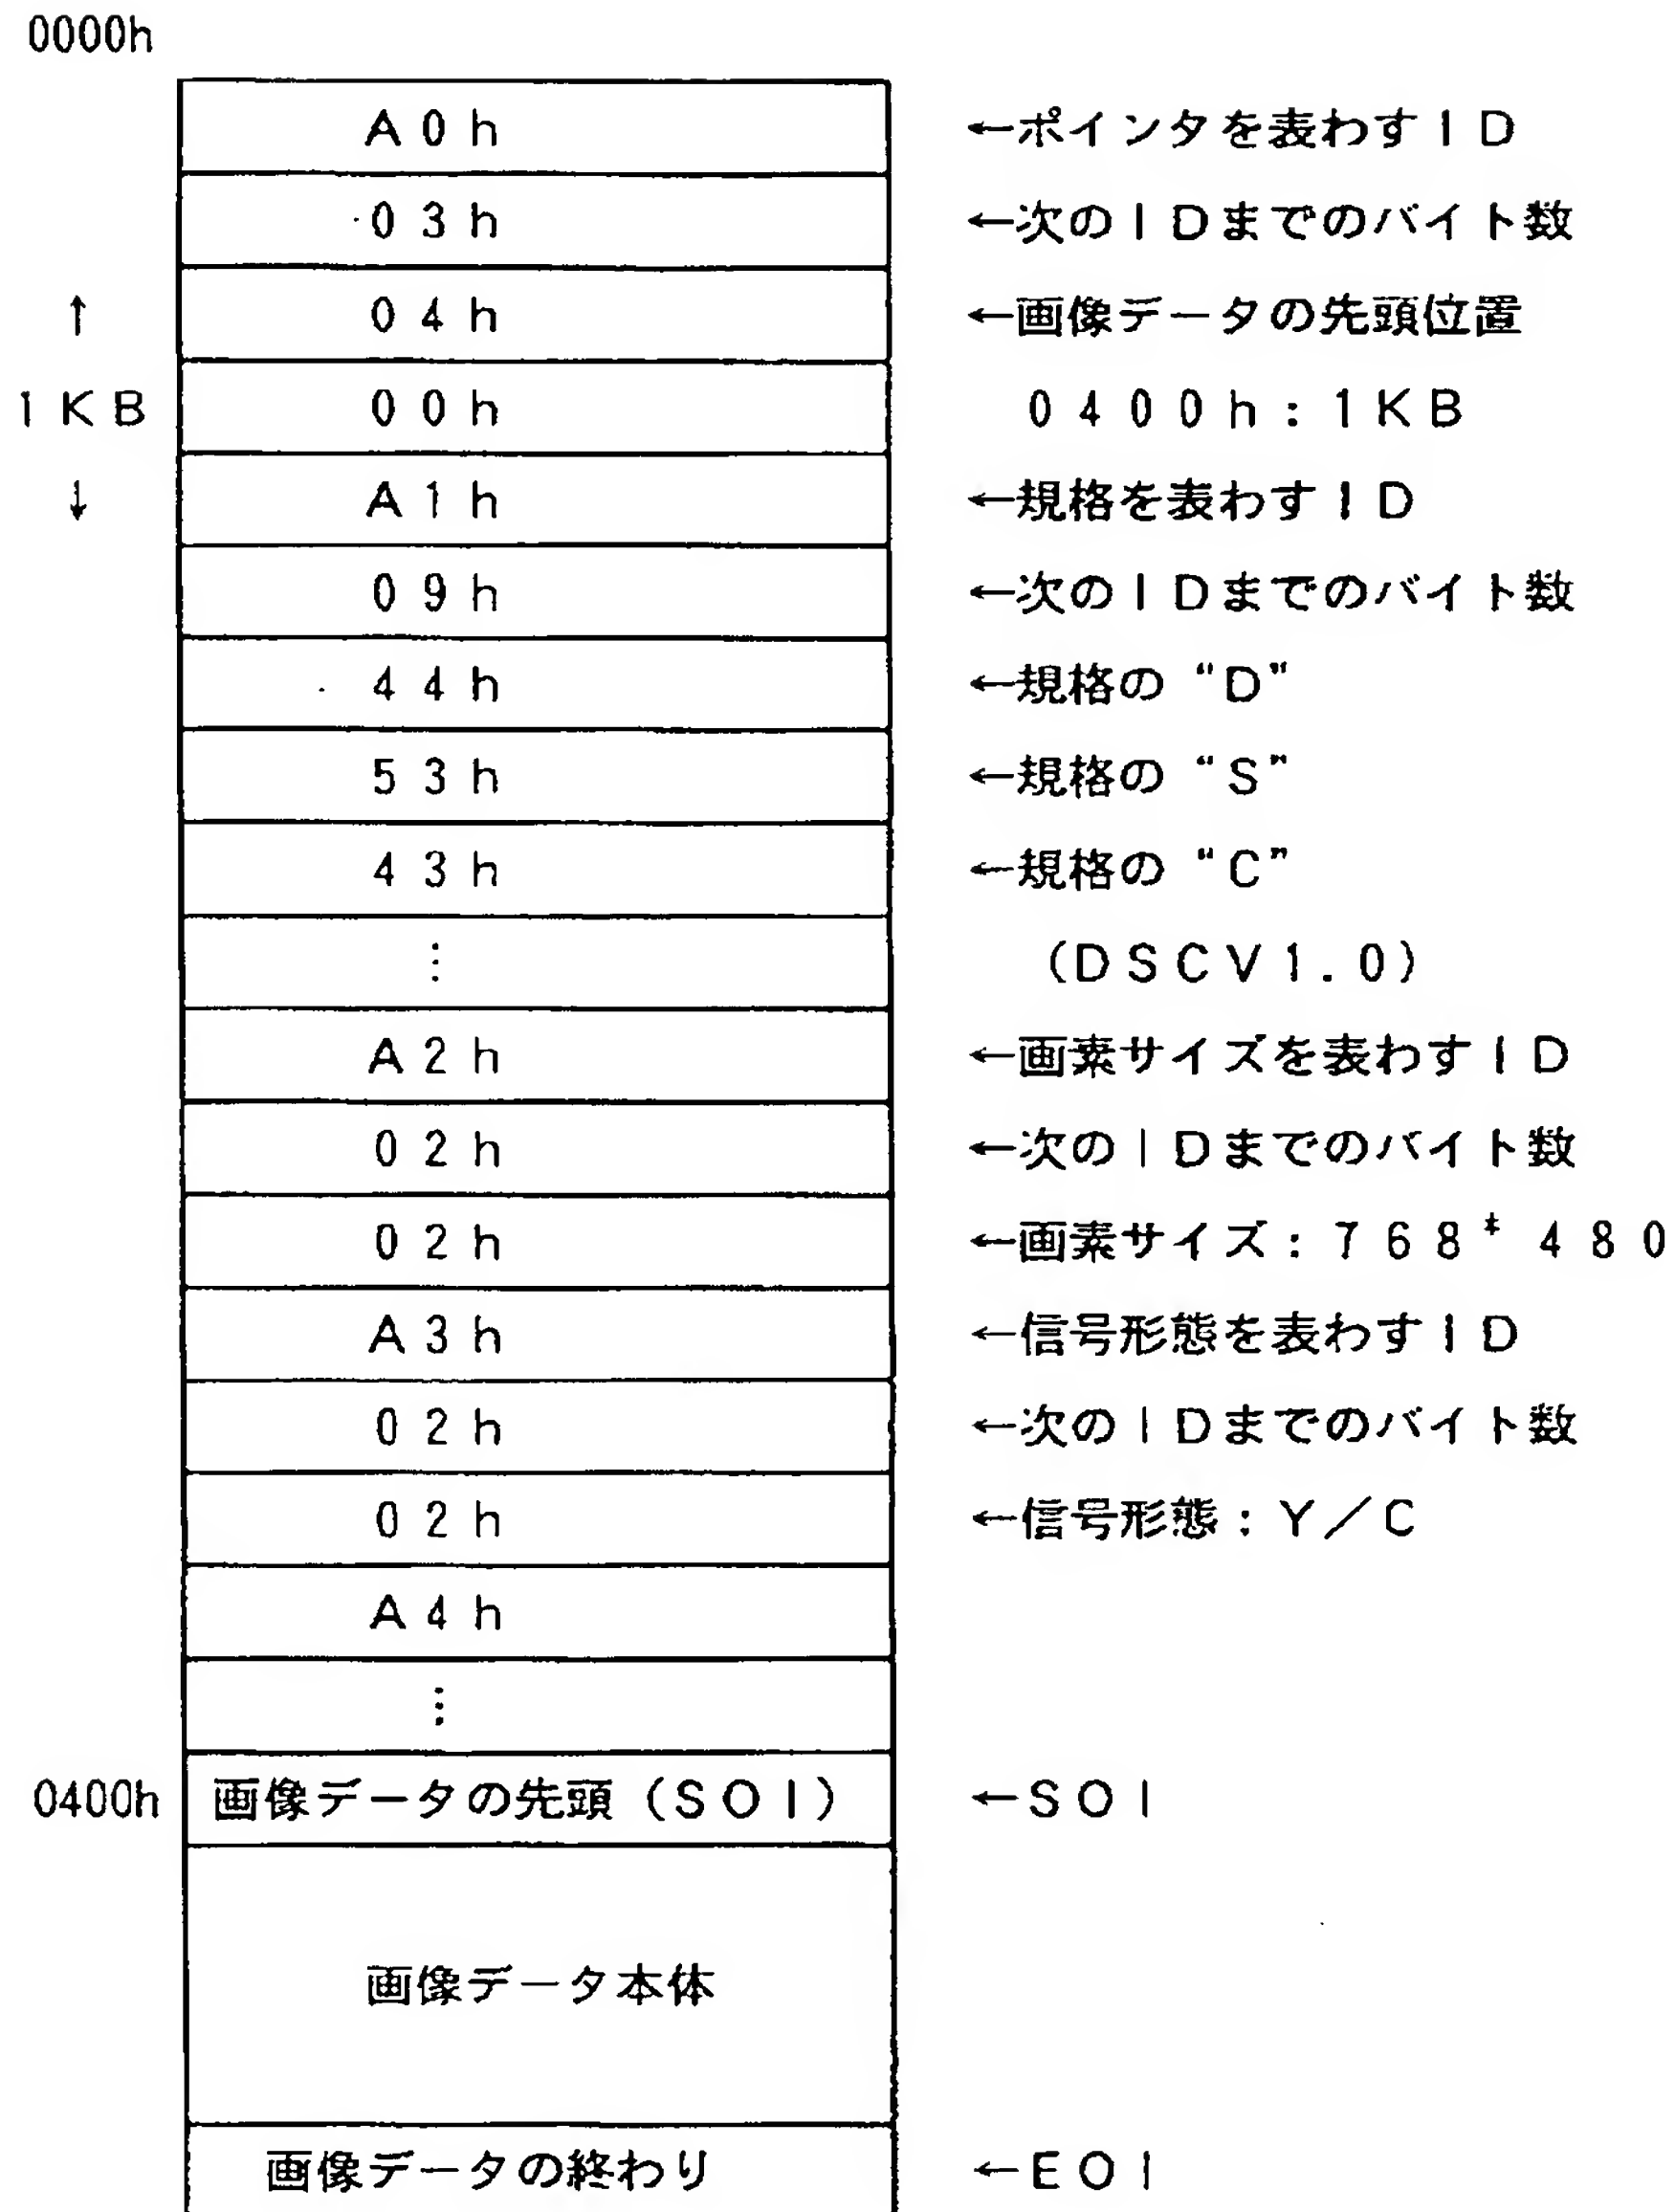 0000h
A0h ←ポインタを表わすID
03h ←次のIDまでのバイト数
↑ 04h ←画像データの先頭位置
1KB 00h 0400h:1KB
↓ A1h ←規格を表わすID
09h ←次のIDまでのバイト数
44h ←規格の“D”
53h ←規格の“S”
43h ←規格の“C”
⋮ (DSCV1.0)
A2h ←画素サイズを表わすID
02h ←次のIDまでのバイト数
02h ←画素サイズ:768*480
A3h ←信号形態を表わすID
02h ←次のIDまでのバイト数
02h ←信号形態:Y/C
A4h
⋮
0400h 画像データの先頭(SOI) ←SOI
画像データ本体
画像データの終わり ←EOI